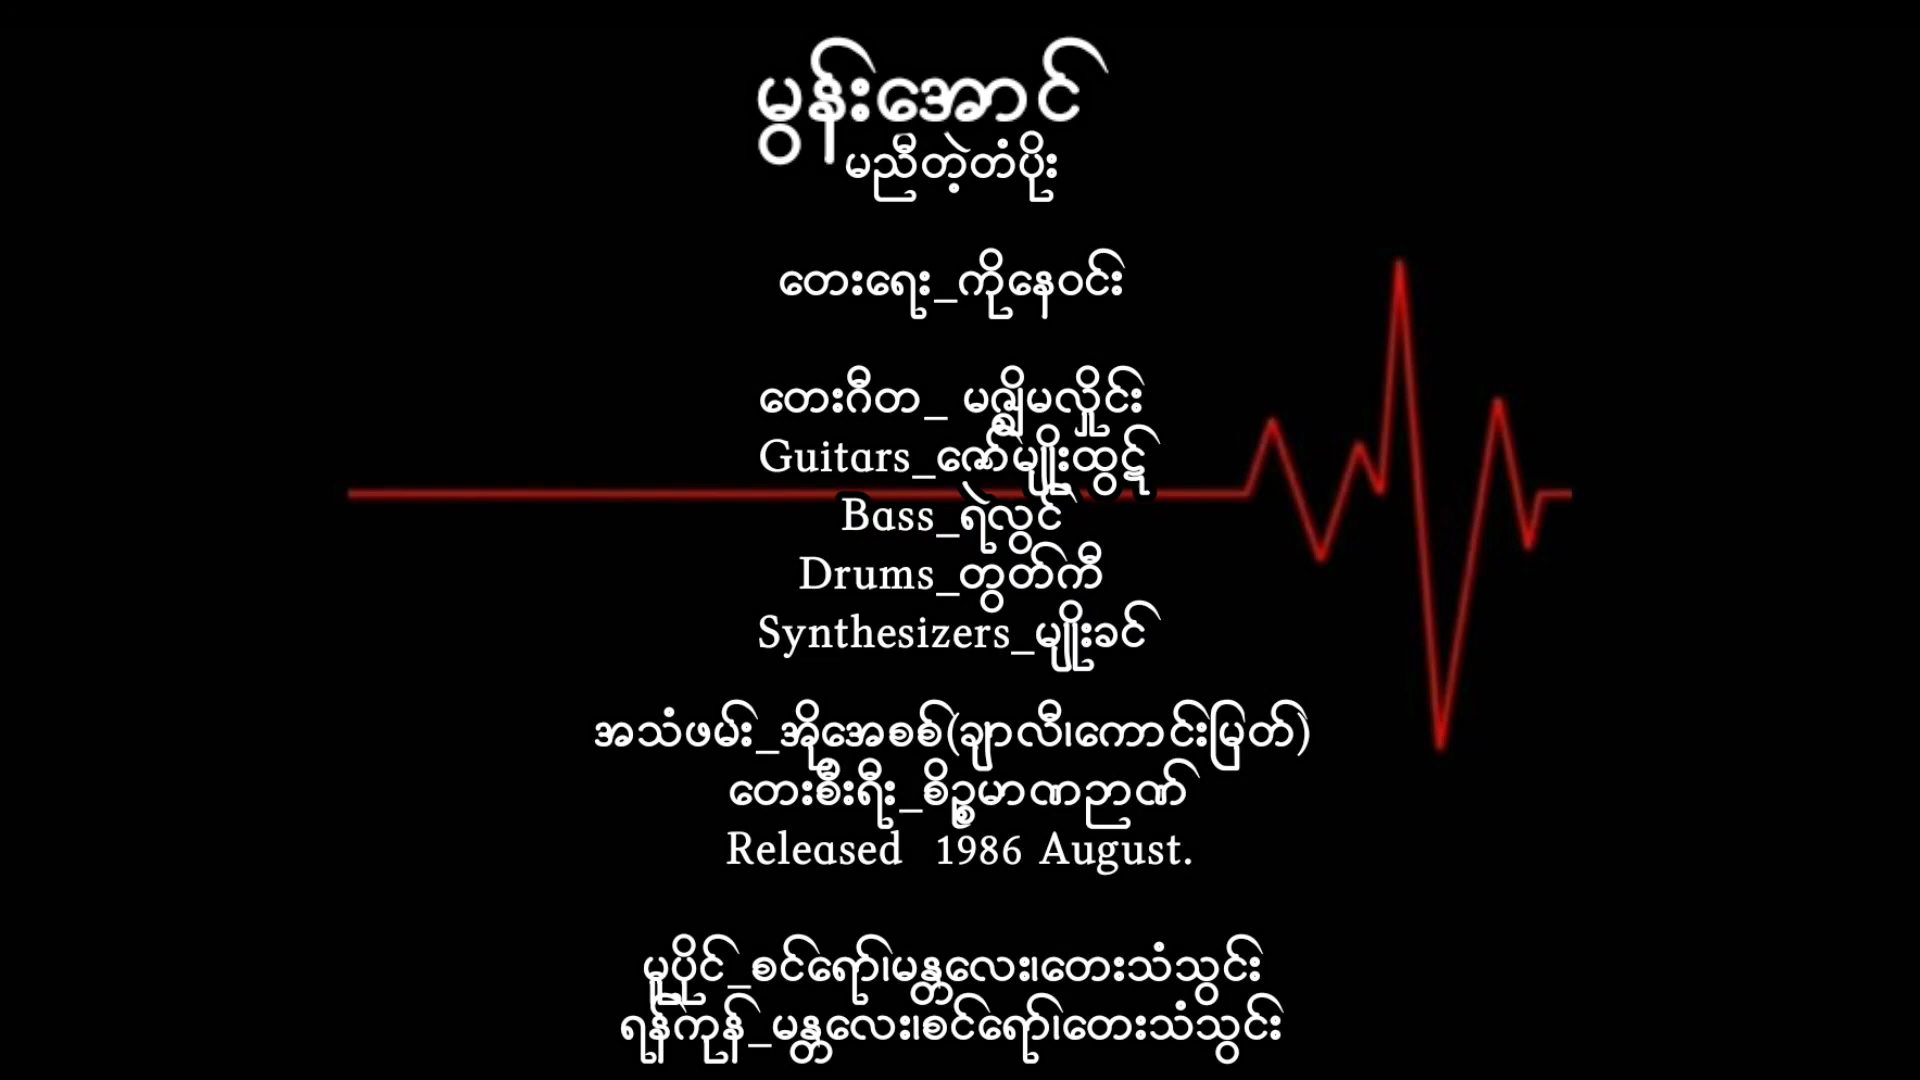 မွန်းအောင်
မညီတဲ့တံပိုး
တေးရေး_ကိုနေဝင်း
တေးဂီတ_ မဇ္ဈိမလှိုင်း
Guitars_ဇော်မျိုးထွဋ်
Bass_ရဲလွင်
Drums_တွတ်ကီ
Synthesizers_မျိုးခင်
အသံဖမ်း_အိုအေစစ်(ချာလီ၊ကောင်းမြတ်)
တေးစီးရီး_စိဉ္စမာဏဉာဏ်
Released 1986 August.
မူပိုင်_စင်ရော်၊မန္တလေး၊တေးသံသွင်း
ရန်ကုန်_မန္တလေး၊စင်ရော်၊တေးသံသွင်း